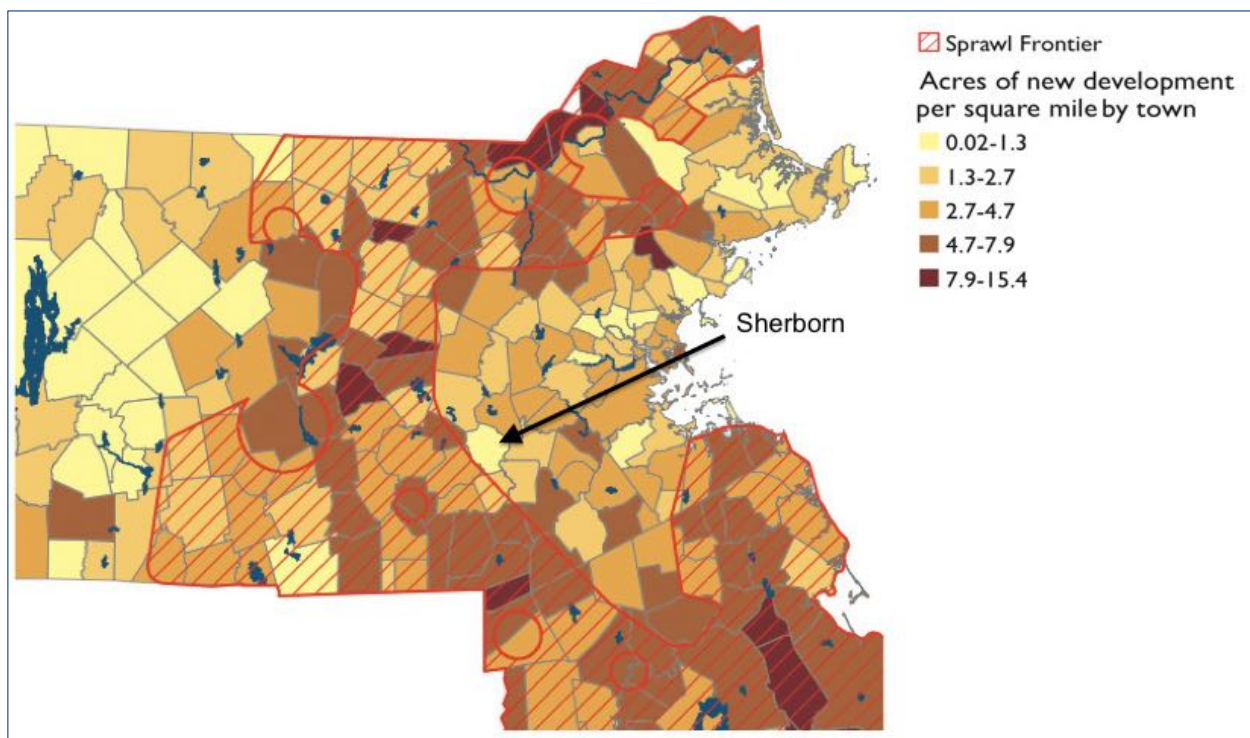 Sprawl Frontier
Acres of new development
per square mile by town
0.02-1.3
1.3-2.7
2.7-4.7
4.7-7.9
7.9-15.4
Sherborn